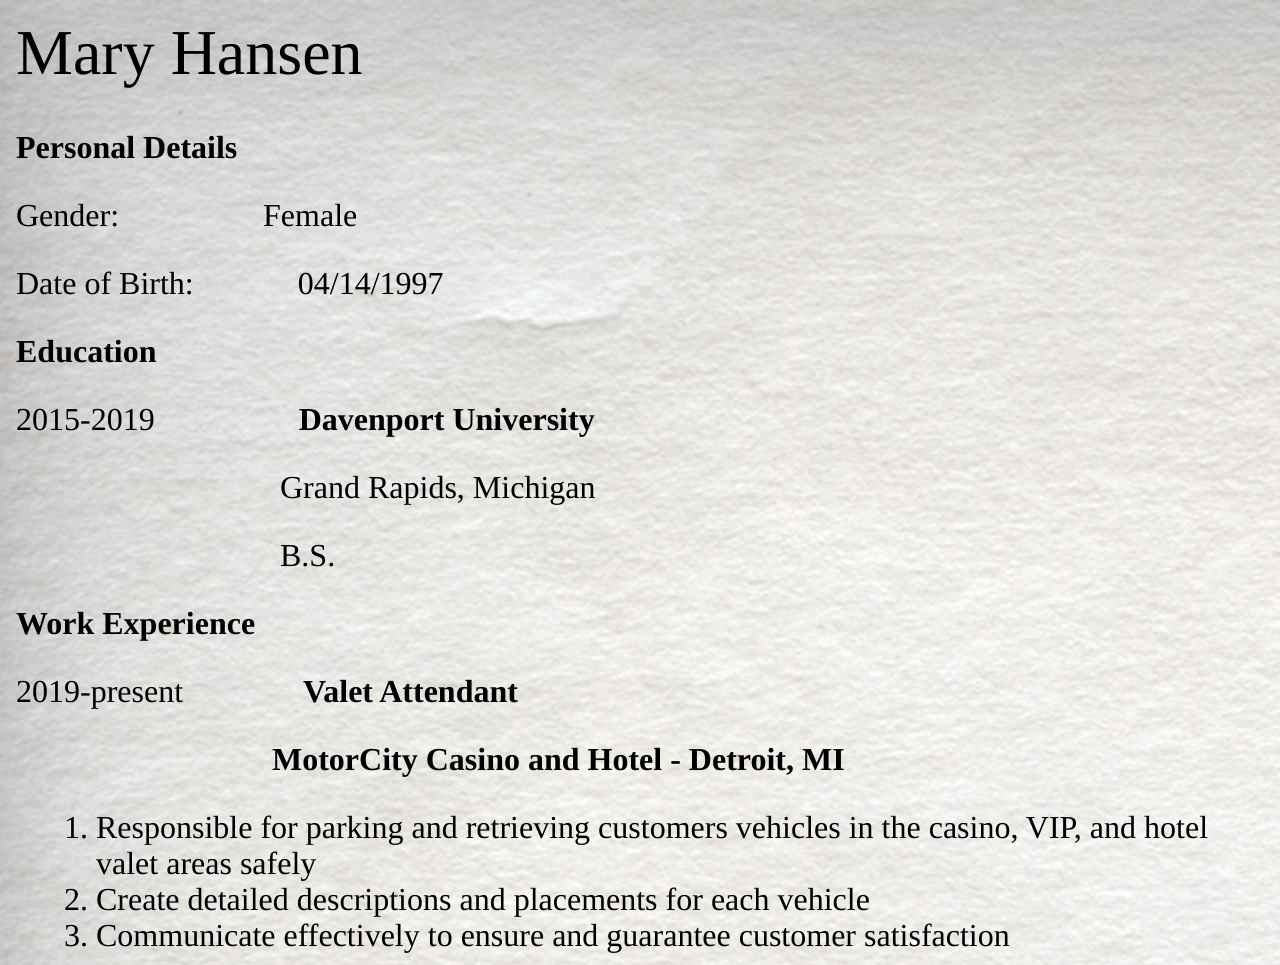 Mary Hansen
Personal Details
Gender: Female
Date of Birth: 04/14/1997
Education
2015-2019 Davenport University
Grand Rapids, Michigan
B.S.
Work Experience
2019-present Valet Attendant
MotorCity Casino and Hotel - Detroit, MI
1. Responsible for parking and retrieving customers vehicles in the casino, VIP, and hotel
valet areas safely
2. Create detailed descriptions and placements for each vehicle
3. Communicate effectively to ensure and guarantee customer satisfaction